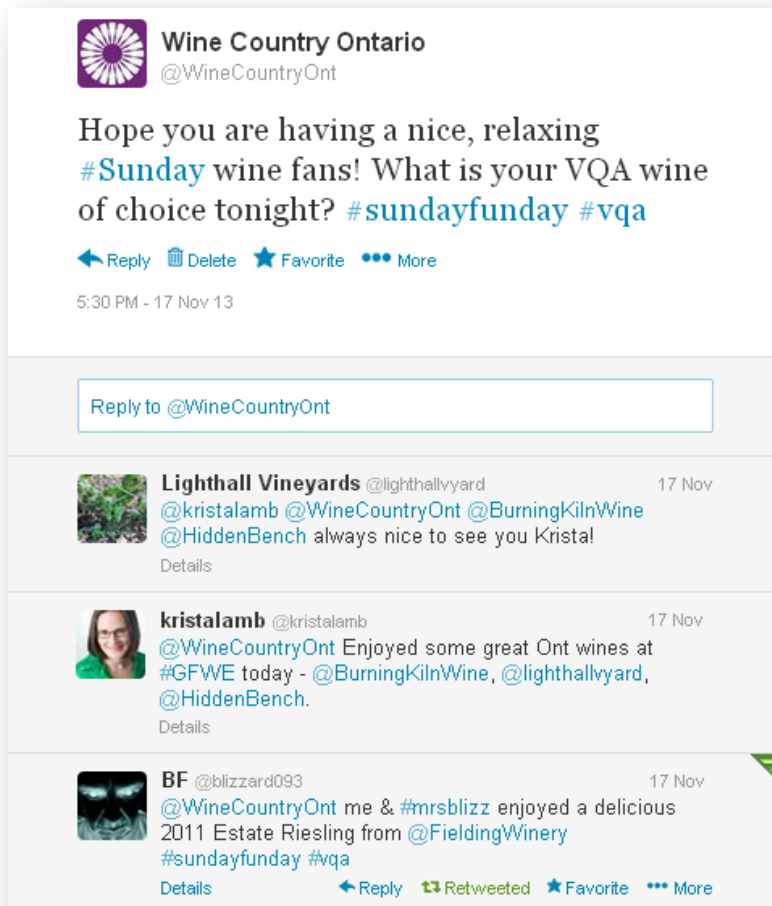 Wine Country Ontario
@WineCountryOnt
Hope you are having a nice, relaxing
#Sunday wine fans! What is your VQA wine
of choice tonight? #sundayfunday #vqa
Reply Delete Favorite More
5:30 PM - 17 Nov 13
Reply to @WineCountryOnt
Lighthall Vineyards @lighthallvyard 17 Nov
@kristalamb @WineCountryOnt @BurningKilnWine
@HiddenBench always nice to see you Krista!
Details
kristalamb @kristalamb 17 Nov
@WineCountryOnt Enjoyed some great Ont wines at
#GFWE today - @BurningKilnWine, @lighthallvyard,
@HiddenBench.
Details
BF @blizzard093 17 Nov
@WineCountryOnt me & #mrsblizz enjoyed a delicious
2011 Estate Riesling from @FieldingWinery
#sundayfunday #vqa
Details Reply Retweeted Favorite More